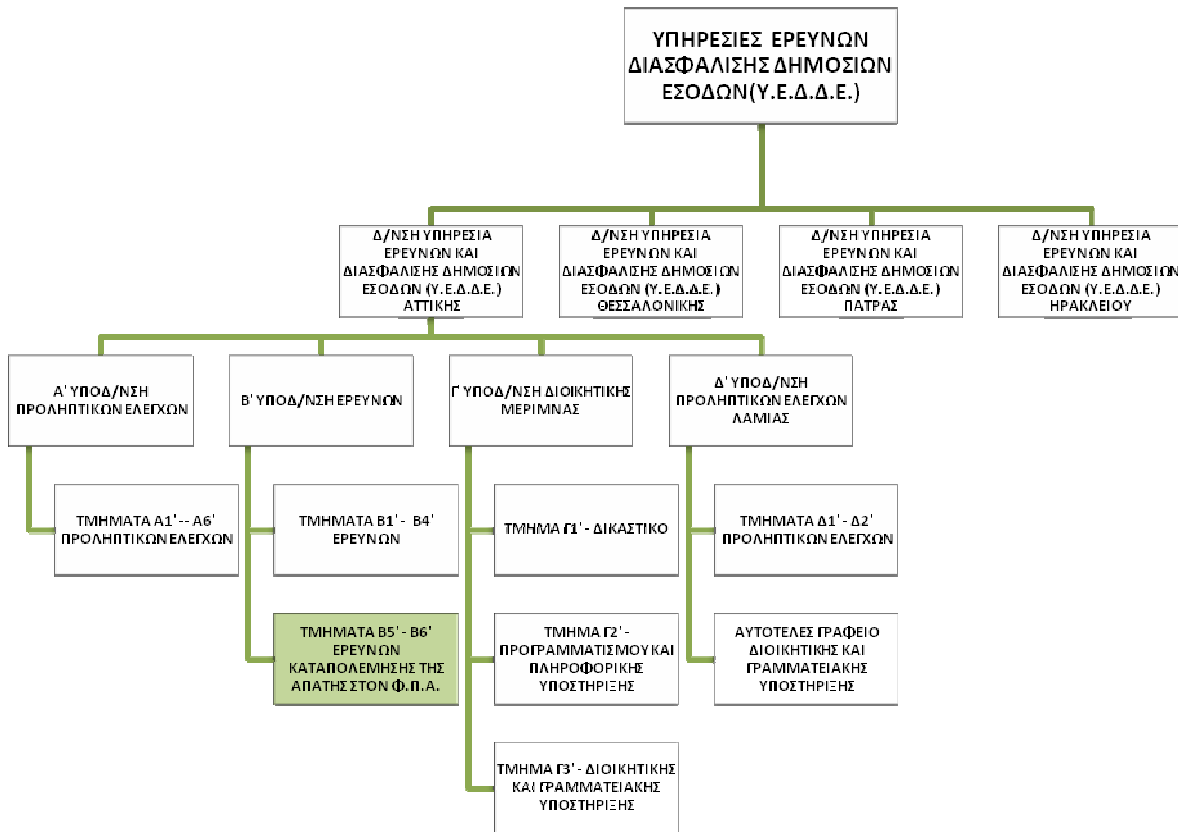 ΥΠΗΡΕΣΙΕΣ ΕΡΕΥΝΩΝ
ΔΙΑΣΦΑΛΙΣΗΣ ΔΗΜΟΣΙΩΝ
ΕΣΟΔΩΝ(Υ.Ε.Δ.Δ.Ε.)
Δ/ΝΣΗ ΥΠΗΡΕΣΙΑ
ΕΡΕΥΝΩΝ ΚΑΙ
ΔΙΑΣΦΑΛΙΣΗΣ ΔΗΜΟΣΙΩΝ
ΕΣΟΔΩΝ (Υ.Ε.Δ.Δ.Ε.)
ΑΤΤΙΚΗΣ
Δ/ΝΣΗ ΥΠΗΡΕΣΙΑ
ΕΡΕΥΝΩΝ ΚΑΙ
ΔΙΑΣΦΑΛΙΣΗΣ ΔΗΜΟΣΙΩΝ
ΕΣΟΔΩΝ (Υ.Ε.Δ.Δ.Ε.)
ΘΕΣΣΑΛΟΝΙΚΗΣ
Δ/ΝΣΗ ΥΠΗΡΕΣΙΑ
ΕΡΕΥΝΩΝ ΚΑΙ
ΔΙΑΣΦΑΛΙΣΗΣ ΔΗΜΟΣΙΩΝ
ΕΣΟΔΩΝ (Υ.Ε.Δ.Δ.Ε.)
ΠΑΤΡΑΣ
Δ/ΝΣΗ ΥΠΗΡΕΣΙΑ
ΕΡΕΥΝΩΝ ΚΑΙ
ΔΙΑΣΦΑΛΙΣΗΣ ΔΗΜΟΣΙΩΝ
ΕΣΟΔΩΝ (Υ.Ε.Δ.Δ.Ε.)
ΗΡΑΚΛΕΙΟΥ
Α' ΥΠΟΔ/ΝΣΗ
ΠΡΟΛΗΠΤΙΚΩΝ ΕΛΕΓΧΩΝ
Β' ΥΠΟΔ/ΝΣΗ ΕΡΕΥΝΩΝ
Γ' ΥΠΟΔ/ΝΣΗ ΔΙΟΙΚΗΤΙΚΗΣ
ΜΕΡΙΜΝΑΣ
Δ' ΥΠΟΔ/ΝΣΗ
ΠΡΟΛΗΠΤΙΚΩΝ ΕΛΕΓΧΩΝ
ΛΑΜΙΑΣ
ΤΜΗΜΑΤΑ Α1' -- Α6'
ΠΡΟΛΗΠΤΙΚΩΝ ΕΛΕΓΧΩΝ
ΤΜΗΜΑΤΑ Β1' - Β4'
ΕΡΕΥΝΩΝ
ΤΜΗΜΑ Γ1' - ΔΙΚΑΣΤΙΚΟ
ΤΜΗΜΑΤΑ Δ1' - Δ2'
ΠΡΟΛΗΠΤΙΚΩΝ ΕΛΕΓΧΩΝ
ΤΜΗΜΑΤΑ Β5' - Β6'
ΕΡΕΥΝΩΝ
ΚΑΤΑΠΟΛΕΜΗΣΗΣ ΤΗΣ
ΑΠΑΤΗΣ ΣΤΟΝ Φ.Π.Α.
ΤΜΗΜΑ Γ2' -
ΠΡΟΓΡΑΜΜΑΤΙΣΜΟΥ ΚΑΙ
ΠΛΗΡΟΦΟΡΙΚΗΣ
ΥΠΟΣΤΗΡΙΞΗΣ
ΑΥΤΟΤΕΛΕΣ ΓΡΑΦΕΙΟ
ΔΙΟΙΚΗΤΙΚΗΣ ΚΑΙ
ΓΡΑΜΜΑΤΕΙΑΚΗΣ
ΥΠΟΣΤΗΡΙΞΗΣ
ΤΜΗΜΑ Γ3' - ΔΙΟΙΚΗΤΙΚΗΣ
ΚΑΙ ΓΡΑΜΜΑΤΕΙΑΚΗΣ
ΥΠΟΣΤΗΡΙΞΗΣ